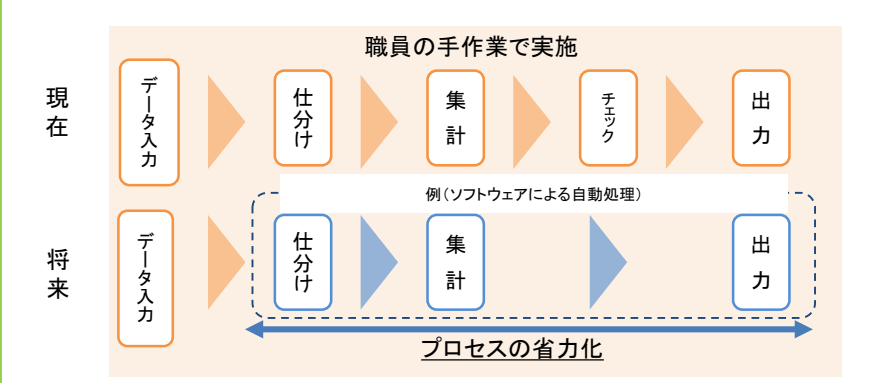 職員の手作業で実施
現在
データ入力
仕分け
集計
チェック
出力
例（ソフトウェアによる自動処理）
将来
データ入力
仕分け
集計
出力
プロセスの省力化